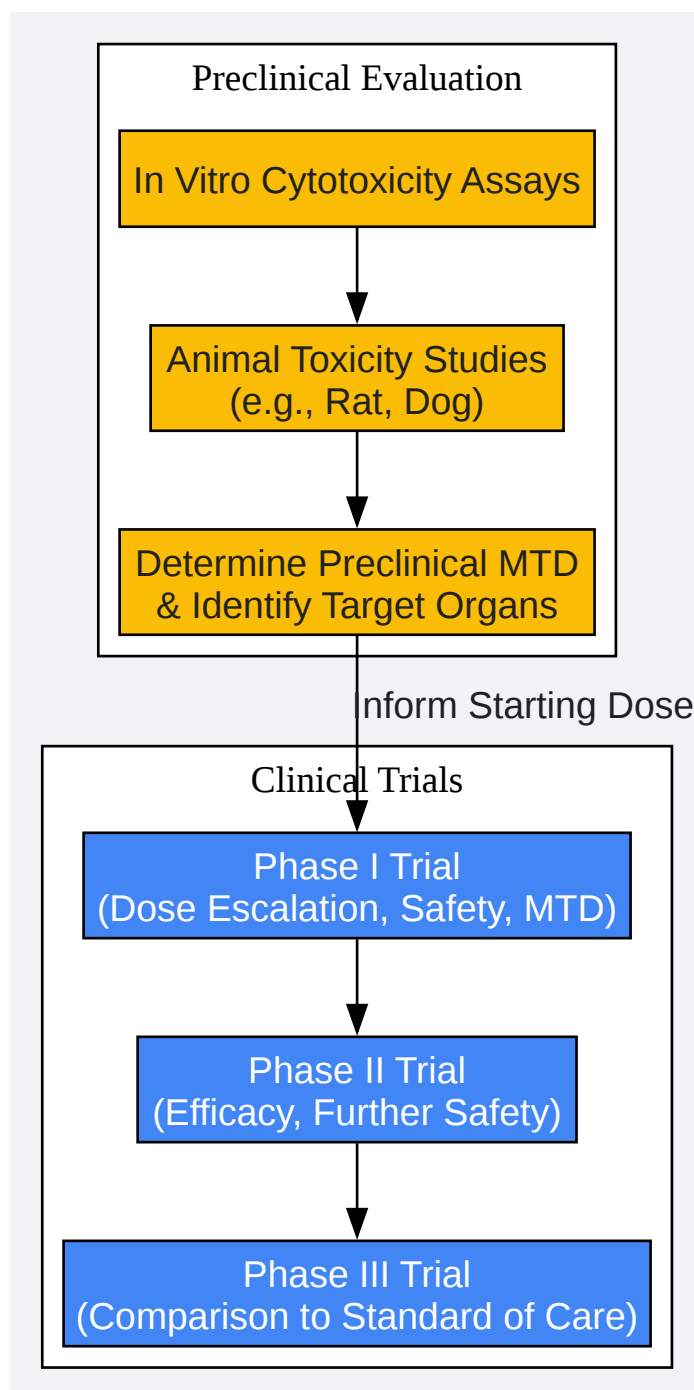 Preclinical Evaluation
In Vitro Cytotoxicity Assays
Animal Toxicity Studies
(e.g., Rat, Dog)
Determine Preclinical MTD
& Identify Target Organs
Inform Starting Dose
Clinical Trials
Phase I Trial
(Dose Escalation, Safety, MTD)
Phase II Trial
(Efficacy, Further Safety)
Phase III Trial
(Comparison to Standard of Care)